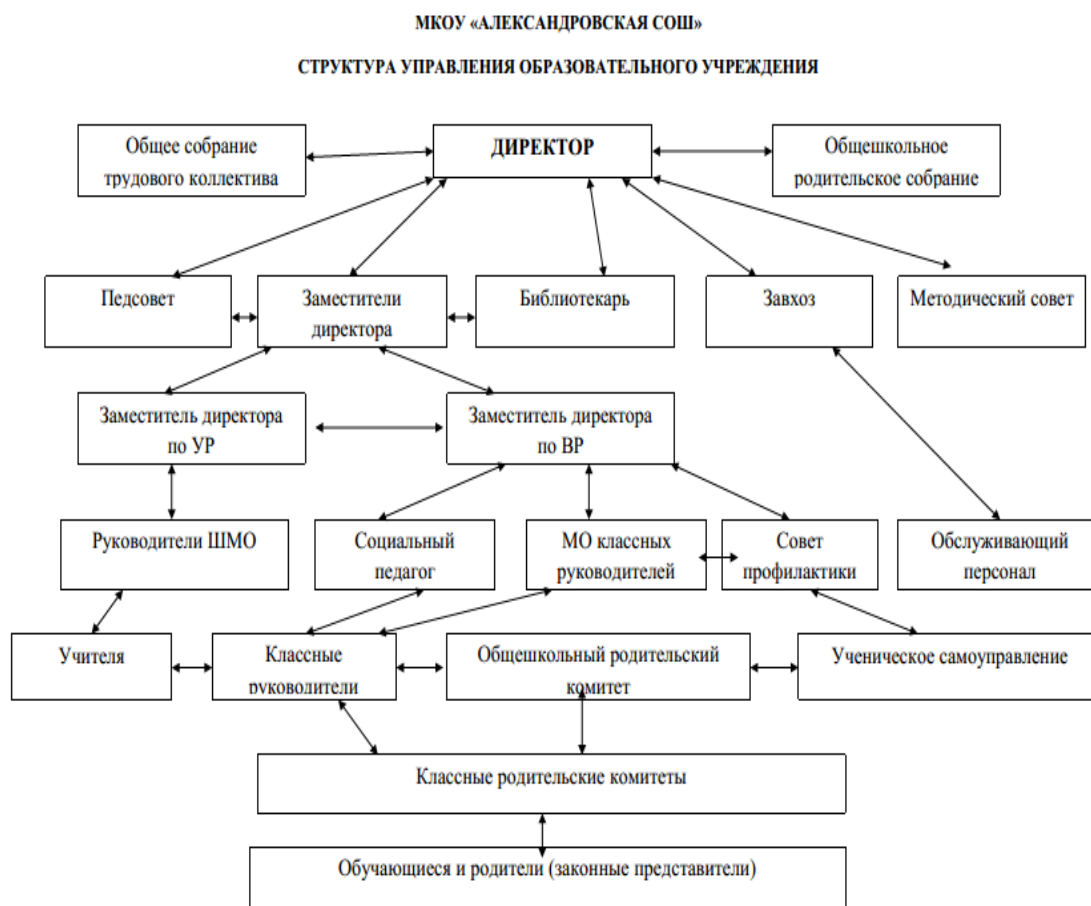 МКОУ «АЛЕКСАНДРОВСКАЯ СОШ»
СТРУКТУРА УПРАВЛЕНИЯ ОБРАЗОВАТЕЛЬНОГО УЧРЕЖДЕНИЯ
Общее собрание
трудового коллектива
ДИРЕКТОР
Общешкольное
родительское собрание
Педсовет
Заместители
директора
Библиотекарь
Завхоз
Методический совет
Заместитель директора
по УР
Заместитель директора
по ВР
Руководители ШМО
Социальный
педагог
МО классных
руководителей
Совет
профилактики
Обслуживающий
персонал
Учителя
Классные
руководители
Общешкольный родительский
комитет
Ученическое самоуправление
Классные родительские комитеты
Обучающиеся и родители (законные представители)